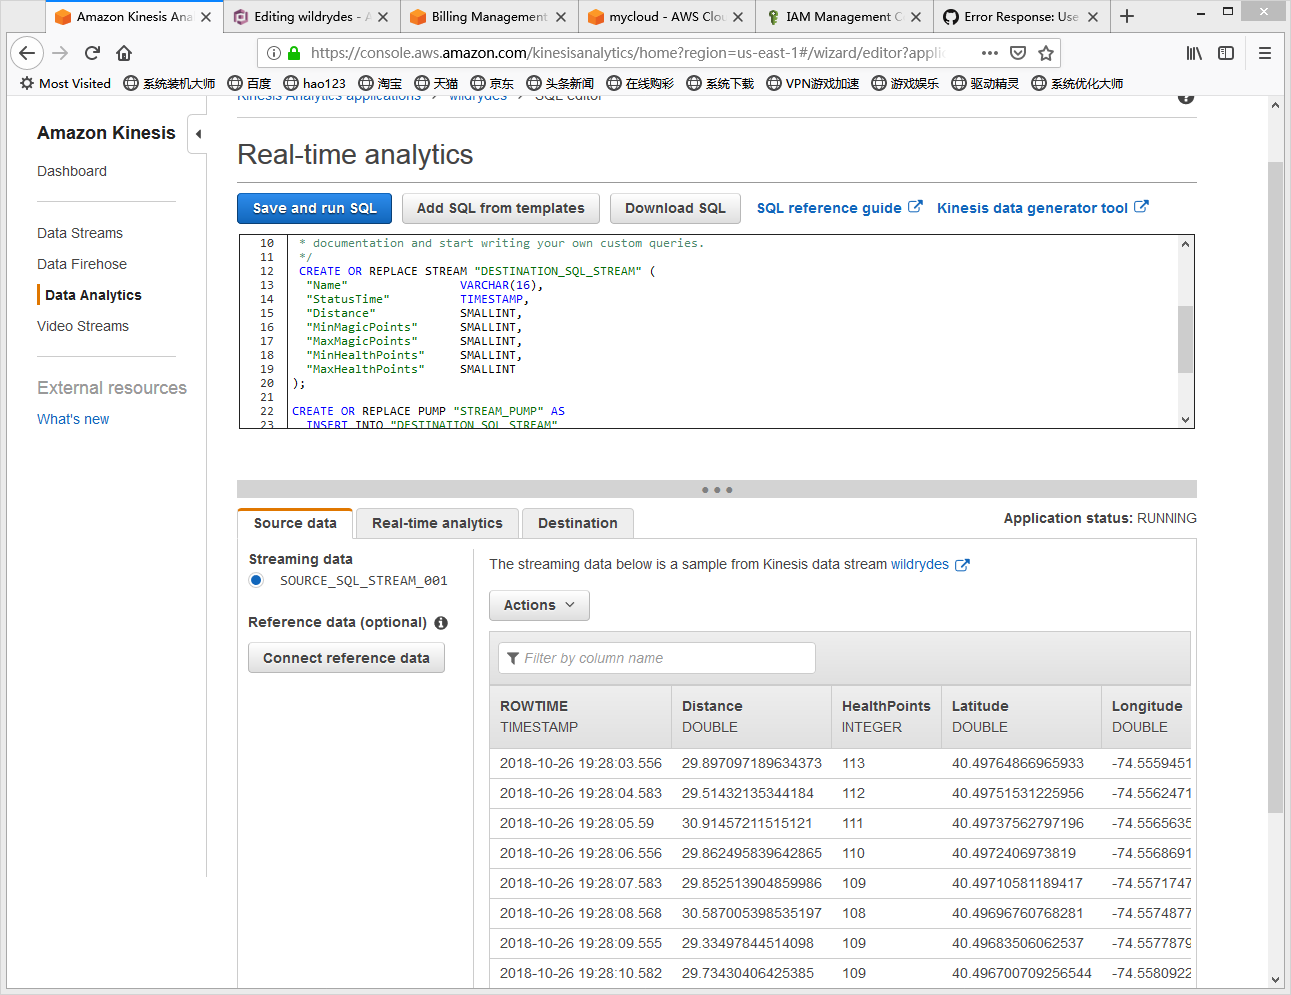 Amazon Kinesis Ana
Editing wildrydes - A
Billing Management
mycloud - AWS Clou
IAM Management C
Error Response: Use
https://console.aws.amazon.com/kinesisanalytics/home?region=us-east-1#/wizard/editor?applic
Most Visited 系统装机大师 百度 hao123 淘宝 天猫 京东 头条新闻 在线购彩 系统下载 VPN游戏加速 游戏娱乐 驱动精灵 系统优化大师
Kinesis Analytics applications > wildrydes > SQL editor
Amazon Kinesis
Dashboard
Data Streams
Data Firehose
Data Analytics
Video Streams
External resources
What's new
Real-time analytics
Save and run SQL
Add SQL from templates
Download SQL
SQL reference guide
Kinesis data generator tool
10 * documentation and start writing your own custom queries.
11 */
12 CREATE OR REPLACE STREAM "DESTINATION_SQL_STREAM" (
13 "Name" VARCHAR(16),
14 "StatusTime" TIMESTAMP,
15 "Distance" SMALLINT,
16 "MinMagicPoints" SMALLINT,
17 "MaxMagicPoints" SMALLINT,
18 "MinHealthPoints" SMALLINT,
19 "MaxHealthPoints" SMALLINT
20 );
21
22 CREATE OR REPLACE PUMP "STREAM_PUMP" AS
23 INSERT INTO "DESTINATION_SQL_STREAM"
Source data
Real-time analytics
Destination
Application status: RUNNING
Streaming data
SOURCE_SQL_STREAM_001
Reference data (optional)
Connect reference data
The streaming data below is a sample from Kinesis data stream wildrydes
Actions
Filter by column name
ROWTIME Distance HealthPoints Latitude Longitude
TIMESTAMP DOUBLE INTEGER DOUBLE DOUBLE
2018-10-26 19:28:03.556 29.897097189634373 113 40.49764866965933 -74.5559451
2018-10-26 19:28:04.583 29.51432135344184 112 40.49751531225956 -74.5562471
2018-10-26 19:28:05.59 30.91457211515121 111 40.49737562797196 -74.5565635
2018-10-26 19:28:06.556 29.862495839642865 110 40.4972406973819 -74.5568691
2018-10-26 19:28:07.583 29.852513904859986 109 40.49710581189417 -74.5571747
2018-10-26 19:28:08.568 30.587005398535197 108 40.49696760768281 -74.5574877
2018-10-26 19:28:09.555 29.33497844514098 109 40.49683506062537 -74.5577879
2018-10-26 19:28:10.582 29.73430406425385 109 40.496700709256544 -74.5580922